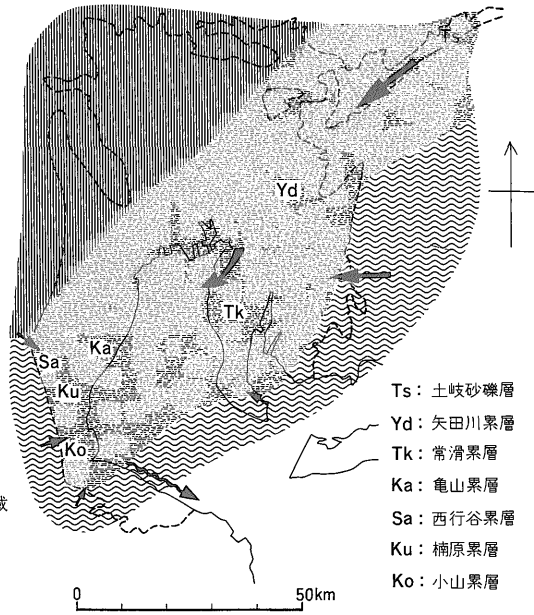 Ts
Yd
Tk
Ka
Sa
Ku
Ko
Ts : 土岐砂礫層
Yd : 矢田川累層
Tk : 常滑累層
Ka : 亀山累層
Sa : 西行谷累層
Ku : 楠原累層
Ko : 小山累層
域
0 50km